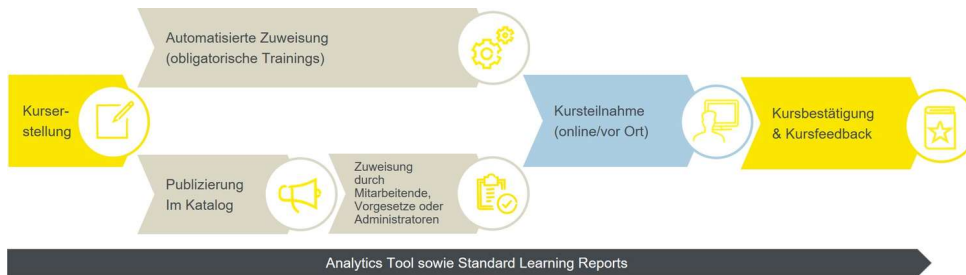 Automatisierte Zuweisung
(obligatorische Trainings)
Kurser-
stellung
Kursteilnahme
(online/vor Ort)
Kursbestätigung
& Kursfeedback
Publizierung
Im Katalog
Zuweisung
durch
Mitarbeitende,
Vorgesetze oder
Administratoren
Analytics Tool sowie Standard Learning Reports